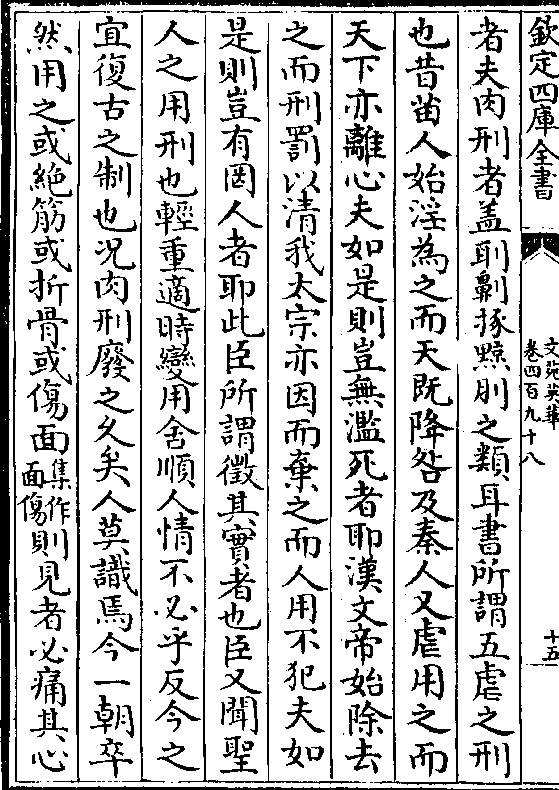 欽定四庫全書
文苑英華
卷四百九十八
十五
者夫肉刑者盖刵劓捊黥刖之類耳書所謂五虐之刑
也昔苗人始淫為之而天既降咎及秦人又虐用之而
天下亦離心夫如是則豈無濫死者耶漢文帝始除去
之而刑罰以清我太宗亦因而棄之而人用不犯夫如
是則豈有罔人者耶此臣所謂徵其實者也臣又聞聖
人之用刑也輕重適時變用舍順人情不必乎反今之
宜復古之制也况肉刑廢之久矣人莫識焉今一朝卒
然用之或絶筋或折骨或傷面集作面傷則見者必痛其心